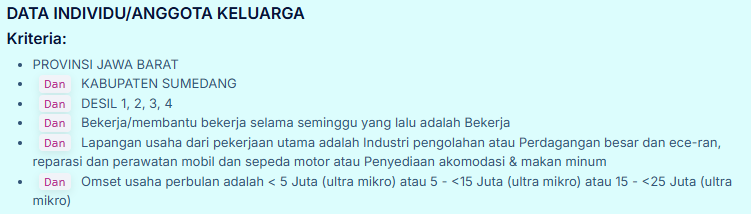 DATA INDIVIDU/ANGGOTA KELUARGA
Kriteria:
• PROVINSI JAWA BARAT
• Dan KABUPATEN SUMEDANG
• Dan DESIL 1, 2, 3, 4
• Dan Bekerja/membantu bekerja selama seminggu yang lalu adalah Bekerja
• Dan Lapangan usaha dari pekerjaan utama adalah Industri pengolahan atau Perdagangan besar dan ece-ran,
reparasi dan perawatan mobil dan sepeda motor atau Penyediaan akomodasi & makan minum
• Dan Omset usaha perbulan adalah < 5 Juta (ultra mikro) atau 5 - <15 Juta (ultra mikro) atau 15 - <25 Juta (ultra
mikro)